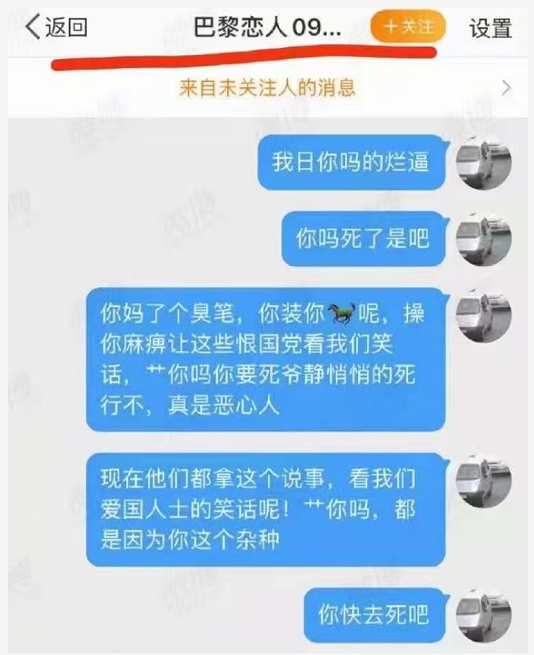 返回
巴黎恋人09...
+关注
设置
来自未关注人的消息
我日你吗的烂逼
你吗死了是吧
你妈了个臭笔，你装你🐎呢，操
你麻痹让这些恨国党看我们笑
话，艹你吗你要死爷静悄悄的死
行不，真是恶心人
现在他们都拿这个说事，看我们
爱国人士的笑话呢！艹你吗，都
是因为你这个杂种
你快去死吧